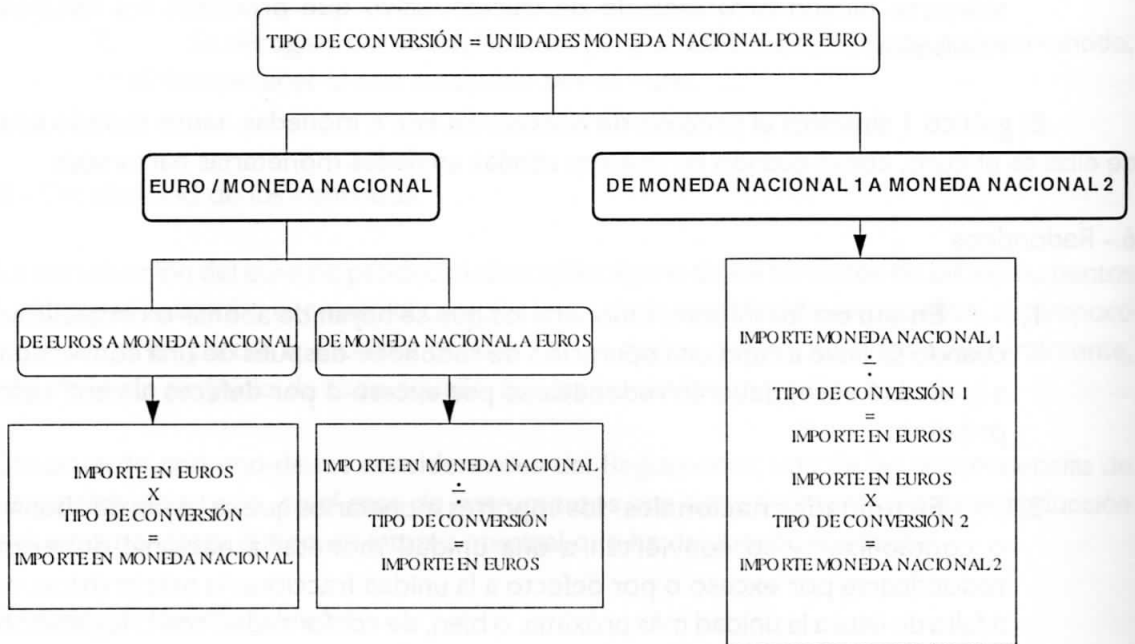 TIPO DE CONVERSIÓN = UNIDADES MONEDA NACIONAL POR EURO
EURO / MONEDA NACIONAL
DE MONEDA NACIONAL 1 A MONEDA NACIONAL 2
DE EUROS A MONEDA NACIONAL
DE MONEDA NACIONAL A EUROS
IMPORTE EN EUROS
X
TIPO DE CONVERSIÓN
=
IMPORTE EN MONEDA NACIONAL
IMPORTE EN MONEDA NACIONAL
÷
TIPO DE CONVERSIÓN
=
IMPORTE EN EUROS
IMPORTE MONEDA NACIONAL 1
÷
TIPO DE CONVERSIÓN 1
=
IMPORTE EN EUROS
IMPORTE EN EUROS
X
TIPO DE CONVERSIÓN 2
=
IMPORTE MONEDA NACIONAL 2